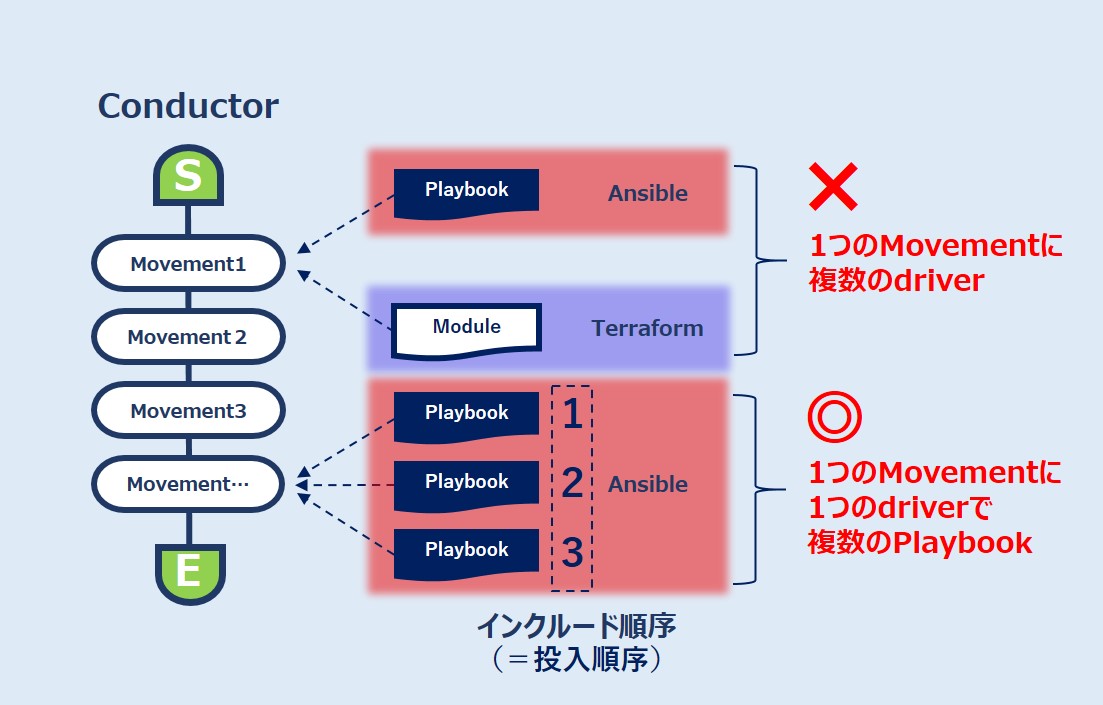 Conductor
S
Movement1
Movement 2
Movement3
Movement…
E
Playbook
Ansible
Module
Terraform
Playbook
1
Playbook
2
Ansible
Playbook
3
インクルード順序
（＝投入順序）
×
1つのMovementに
複数のdriver
◎
1つのMovementに
1つのdriverで
複数のPlaybook